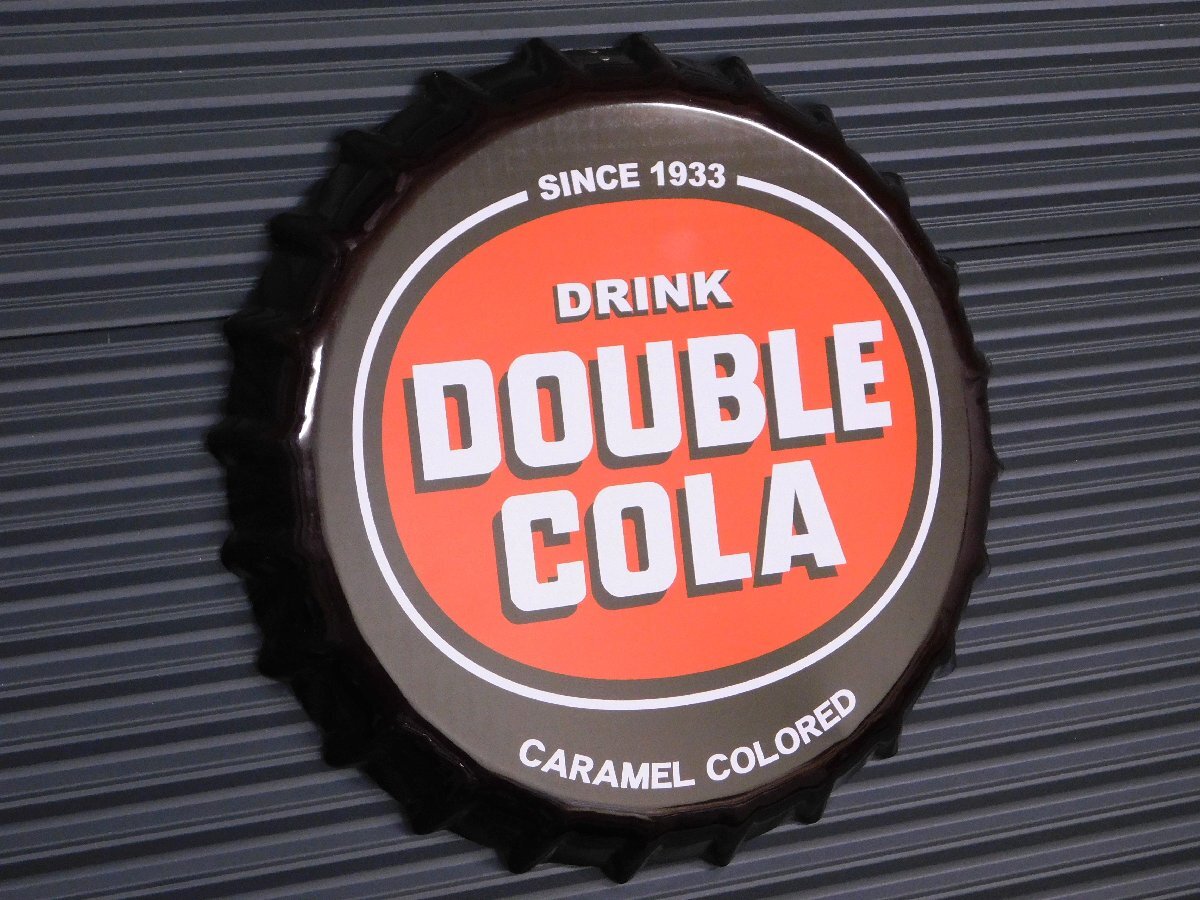 SINCE 1933
DRINK
DOUBLE
COLA
CARAMEL COLORED